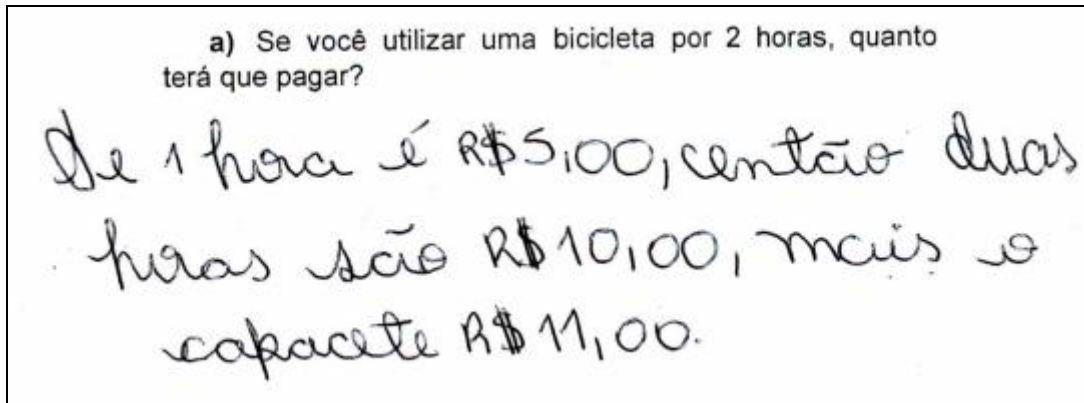 a) Se você utilizar uma bicicleta por 2 horas, quanto
terá que pagar?
Se 1 hora é R$5,00, então duas
horas são R$10,00, mais o
capacete R$11,00.